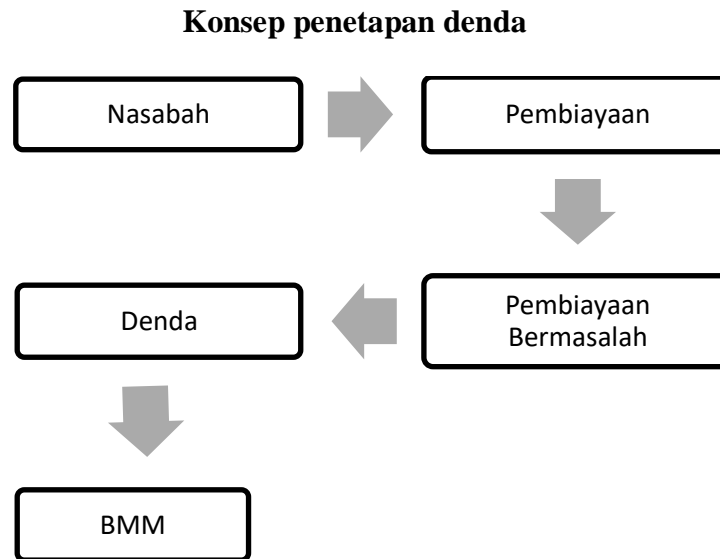 Konsep penetapan denda
Nasabah
Pembiayaan
Pembiayaan
Bermasalah
Denda
BMM